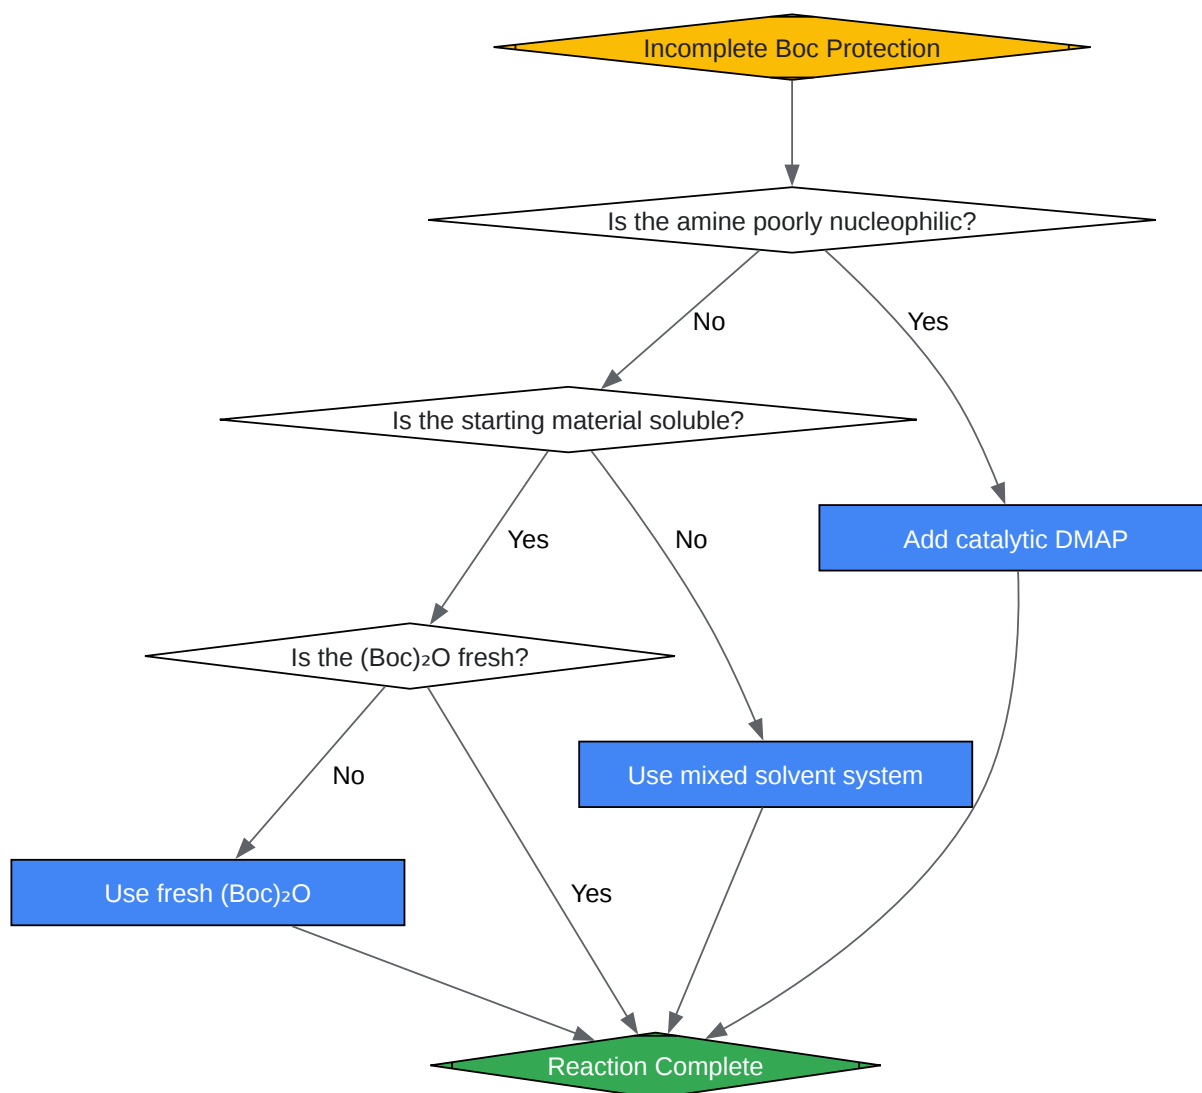 Incomplete Boc Protection
Is the amine poorly nucleophilic?
No
Yes
Is the starting material soluble?
Yes
No
Add catalytic DMAP
Is the (Boc)₂O fresh?
No
Use mixed solvent system
Use fresh (Boc)₂O
Yes
Reaction Complete